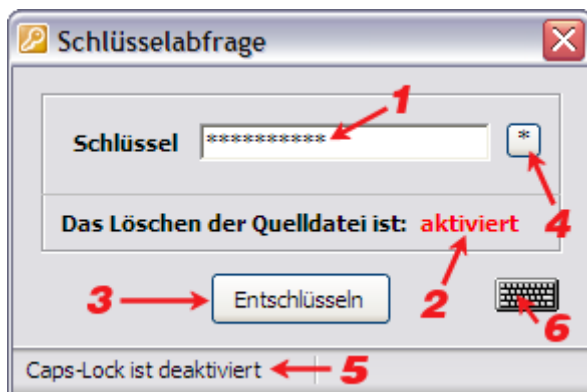 Schlüsselabfrage
1
Schlüssel ********** *
4
Das Löschen der Quelldatei ist: aktiviert
2
3 Entschlüsseln
6
Caps-Lock ist deaktiviert 5